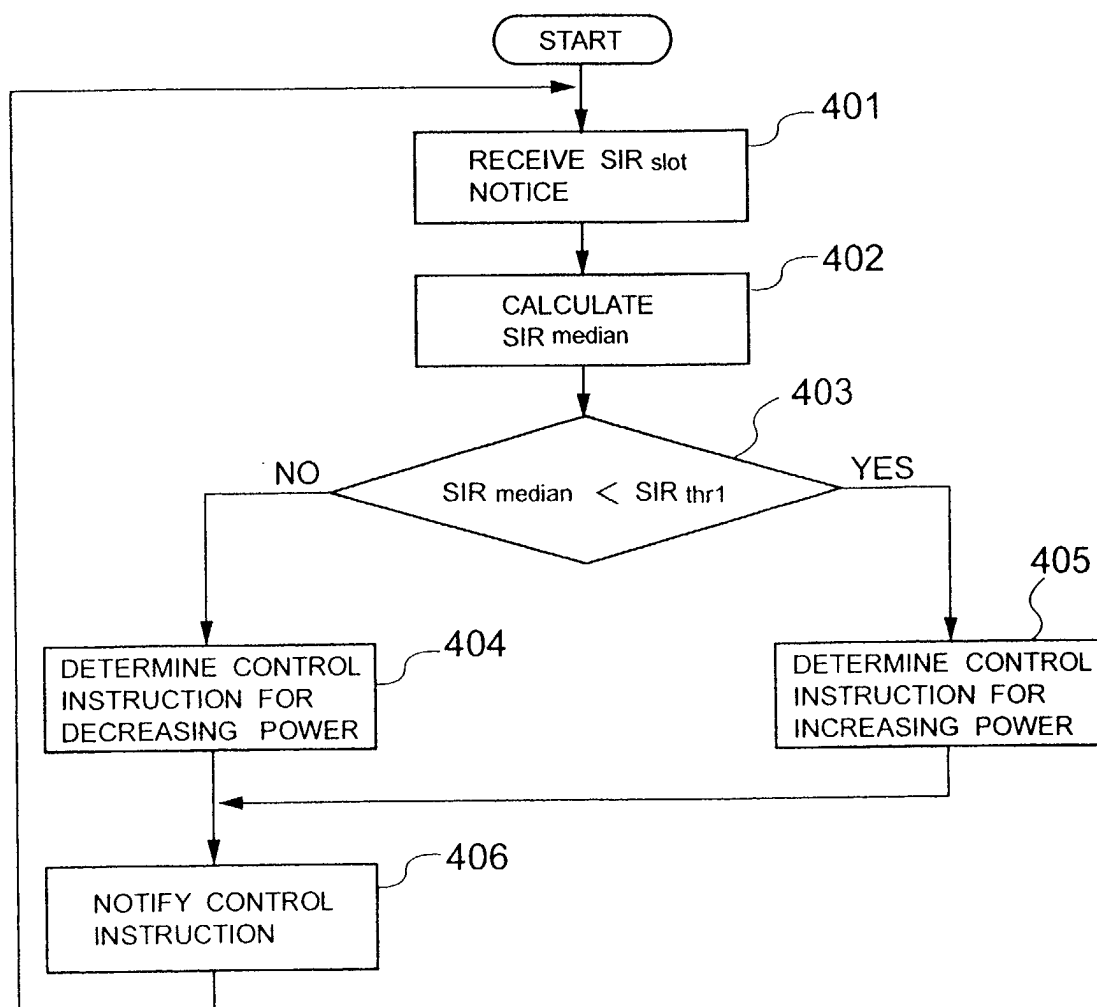 START
401
RECEIVE SIR slot
NOTICE
402
CALCULATE
SIR median
403
NO
YES
SIR median < SIR thr1
405
404
DETERMINE CONTROL
INSTRUCTION FOR
DECREASING POWER
DETERMINE CONTROL
INSTRUCTION FOR
INCREASING POWER
406
NOTIFY CONTROL
INSTRUCTION